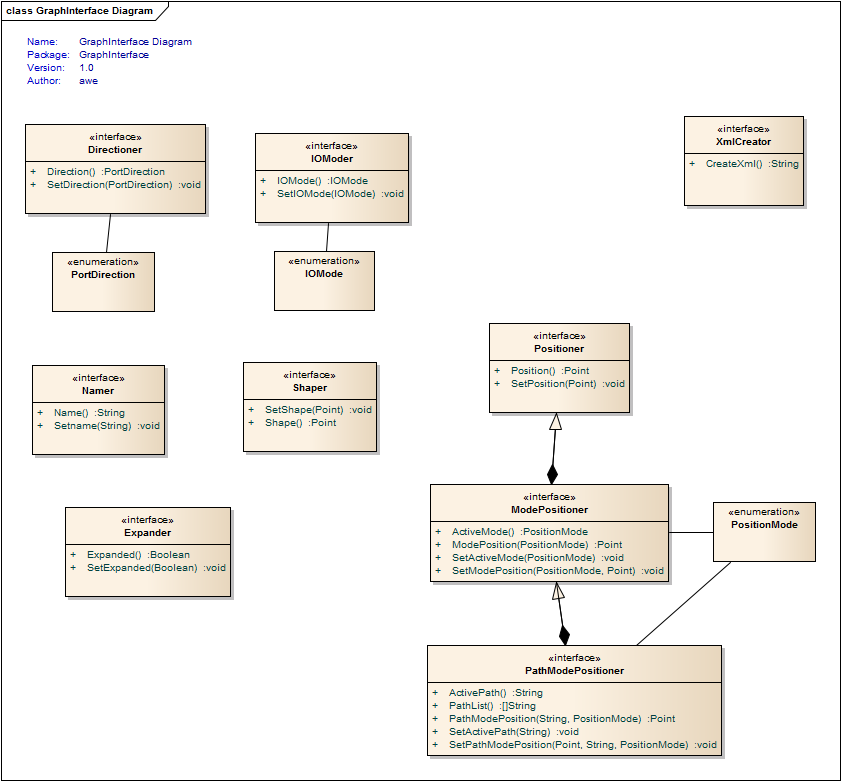 class GraphInterface Diagram
Name: GraphInterface Diagram
Package: GraphInterface
Version: 1.0
Author: awe
«interface»
Directioner
+ Direction() :PortDirection
+ SetDirection(PortDirection) :void
«interface»
IOModer
+ IOMode() :IOMode
+ SetIOMode(IOMode) :void
«interface»
XmlCreator
+ CreateXml() :String
«enumeration»
PortDirection
«enumeration»
IOMode
«interface»
Positioner
+ Position() :Point
+ SetPosition(Point) :void
«interface»
Namer
+ Name() :String
+ Setname(String) :void
«interface»
Shaper
+ SetShape(Point) :void
+ Shape() :Point
«interface»
ModePositioner
+ ActiveMode() :PositionMode
+ ModePosition(PositionMode) :Point
+ SetActiveMode(PositionMode) :void
+ SetModePosition(PositionMode, Point) :void
«enumeration»
PositionMode
«interface»
Expander
+ Expanded() :Boolean
+ SetExpanded(Boolean) :void
«interface»
PathModePositioner
+ ActivePath() :String
+ PathList() :[]String
+ PathModePosition(String, PositionMode) :Point
+ SetActivePath(String) :void
+ SetPathModePosition(Point, String, PositionMode) :void